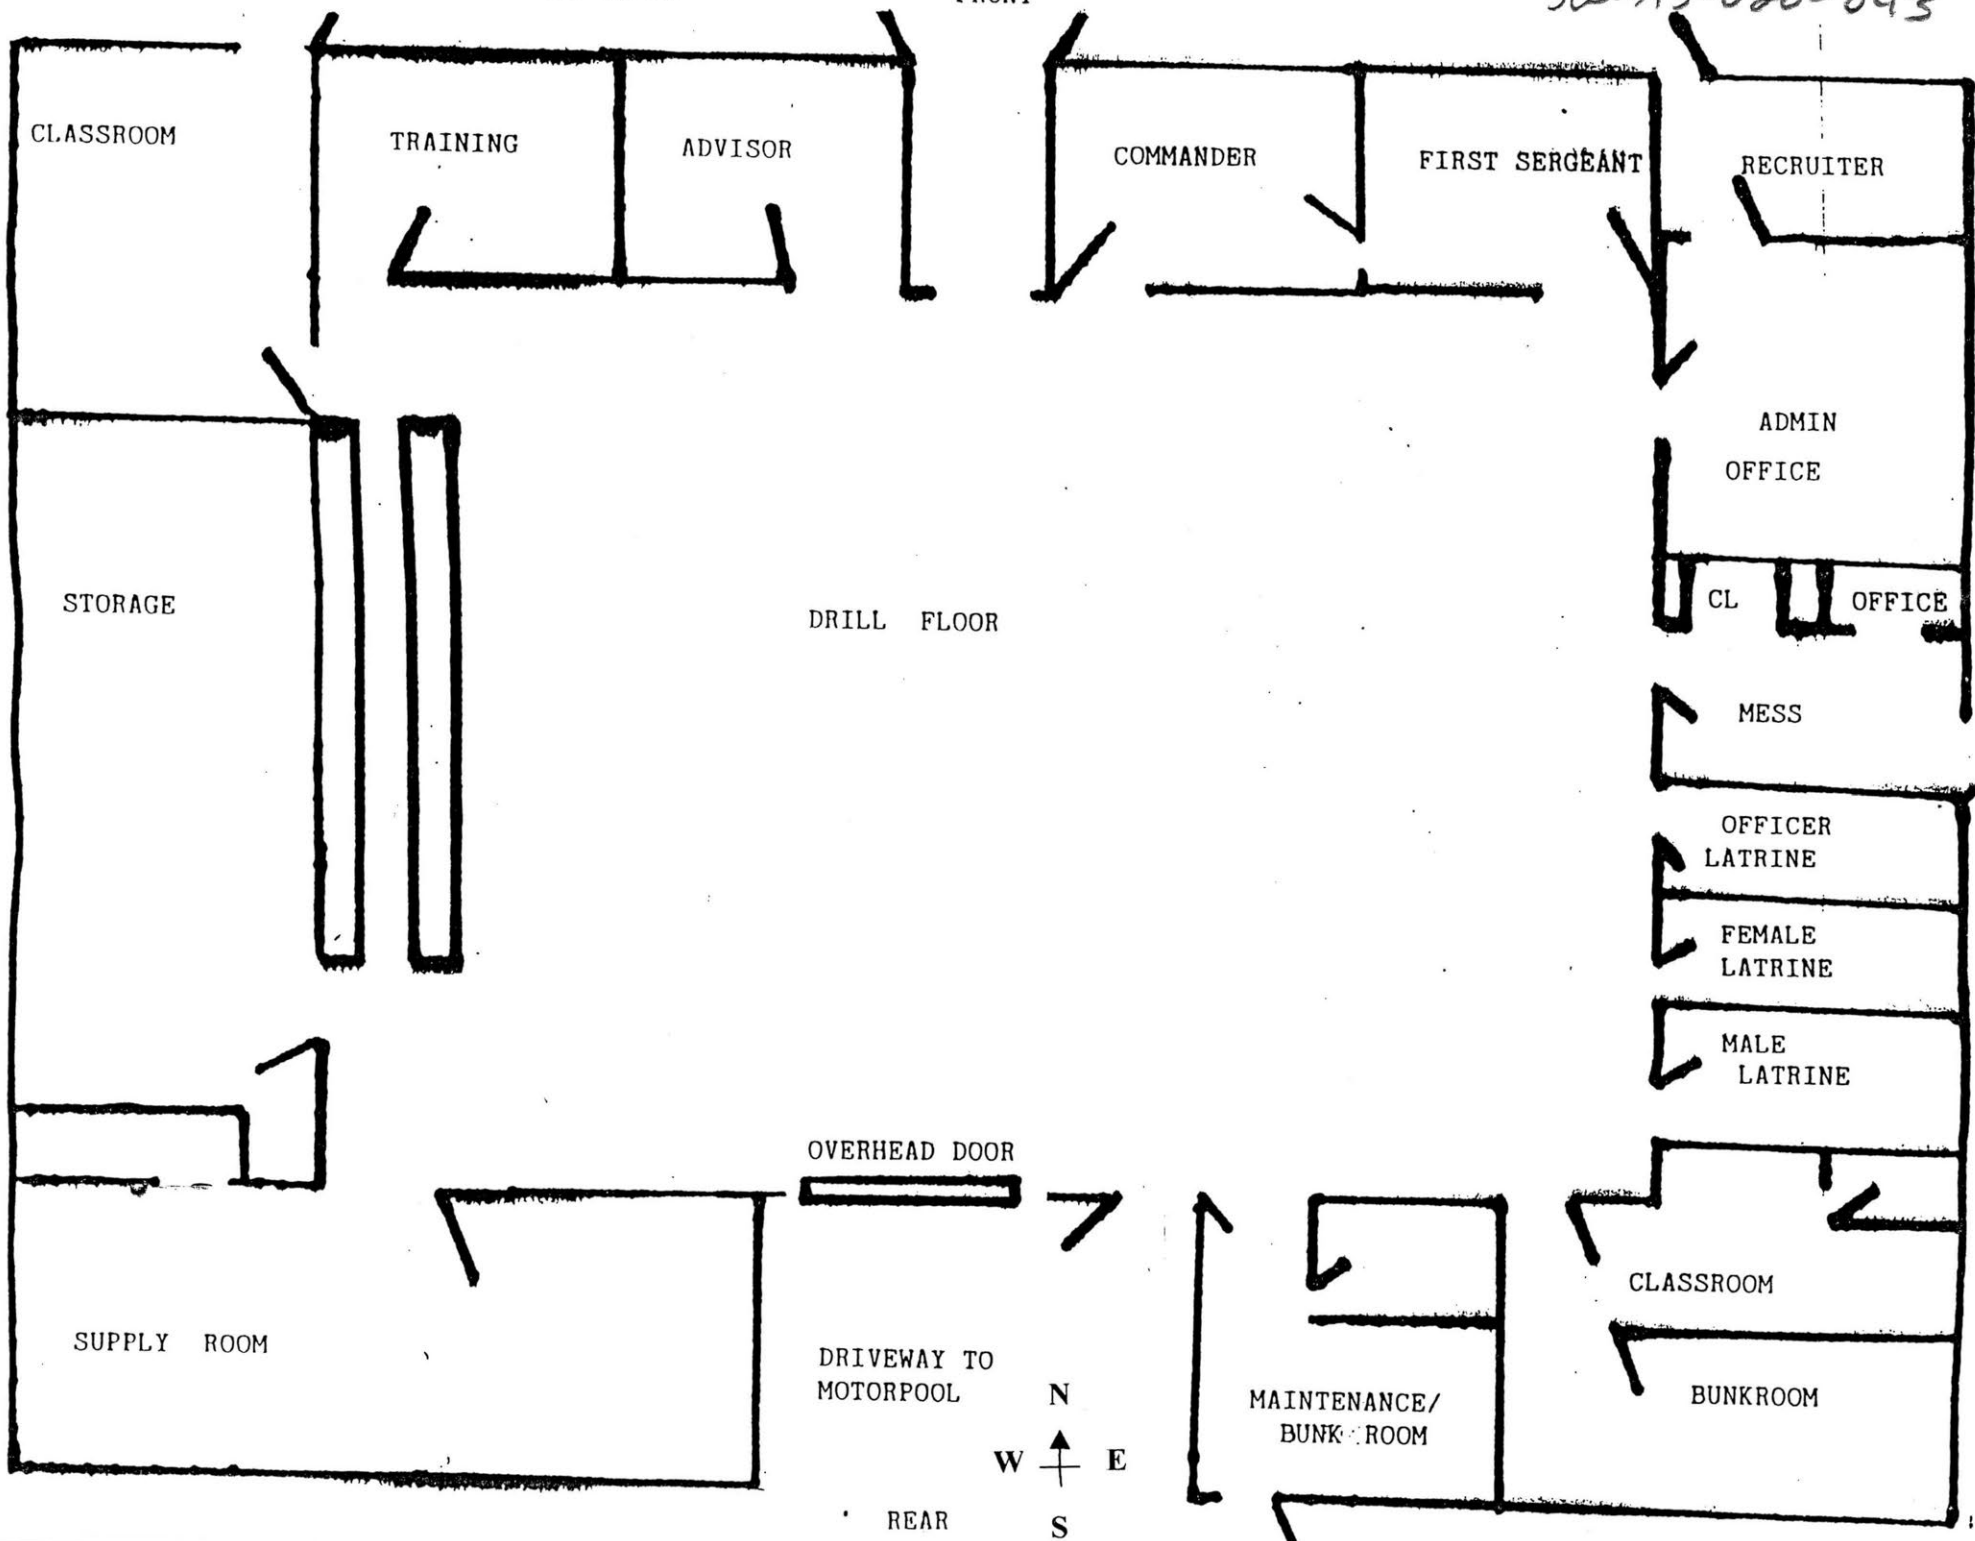 FRONT
CLASSROOM
TRAINING
ADVISOR
COMMANDER
FIRST SERGEANT
RECRUITER
ADMIN
OFFICE
STORAGE
DRILL FLOOR
CL
OFFICE
MESS
OFFICER
LATRINE
FEMALE
LATRINE
MALE
LATRINE
OVERHEAD DOOR
CLASSROOM
SUPPLY ROOM
DRIVEWAY TO
MOTORPOOL
N
W E
S
MAINTENANCE/
BUNK ROOM
BUNKROOM
REAR